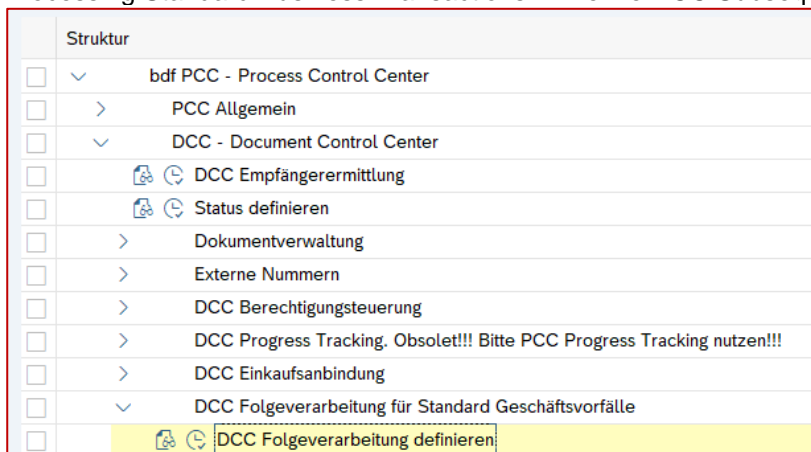 Struktur
bdf PCC - Process Control Center
PCC Allgemein
DCC - Document Control Center
DCC Empfängerermittlung
Status definieren
Dokumentverwaltung
Externe Nummern
DCC Berechtigungsteuerung
DCC Progress Tracking. Obsolet!!! Bitte PCC Progress Tracking nutzen!!!
DCC Einkaufsanbindung
DCC Folgeverarbeitung für Standard Geschäftsvorfälle
DCC Folgeverarbeitung definieren